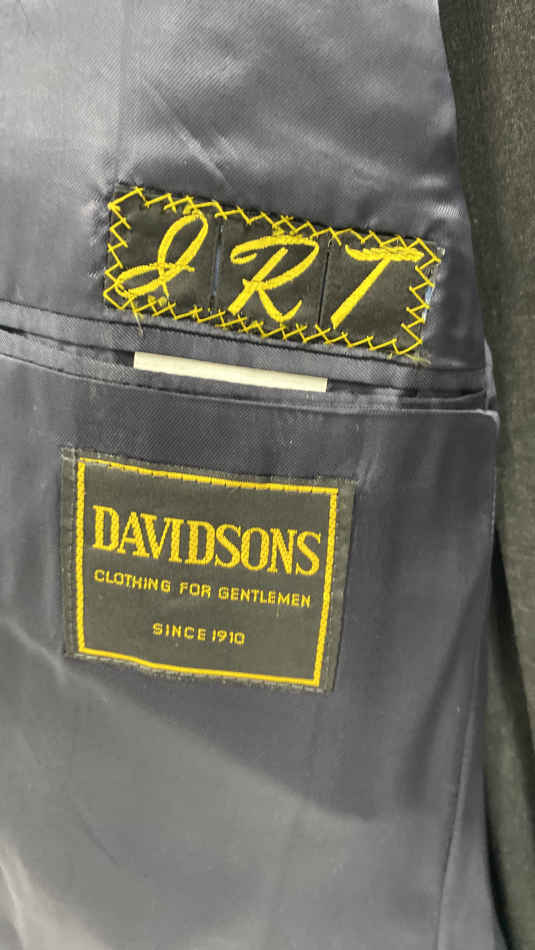 JRT
DAVIDSONS
CLOTHING FOR GENTLEMEN
SINCE 1910